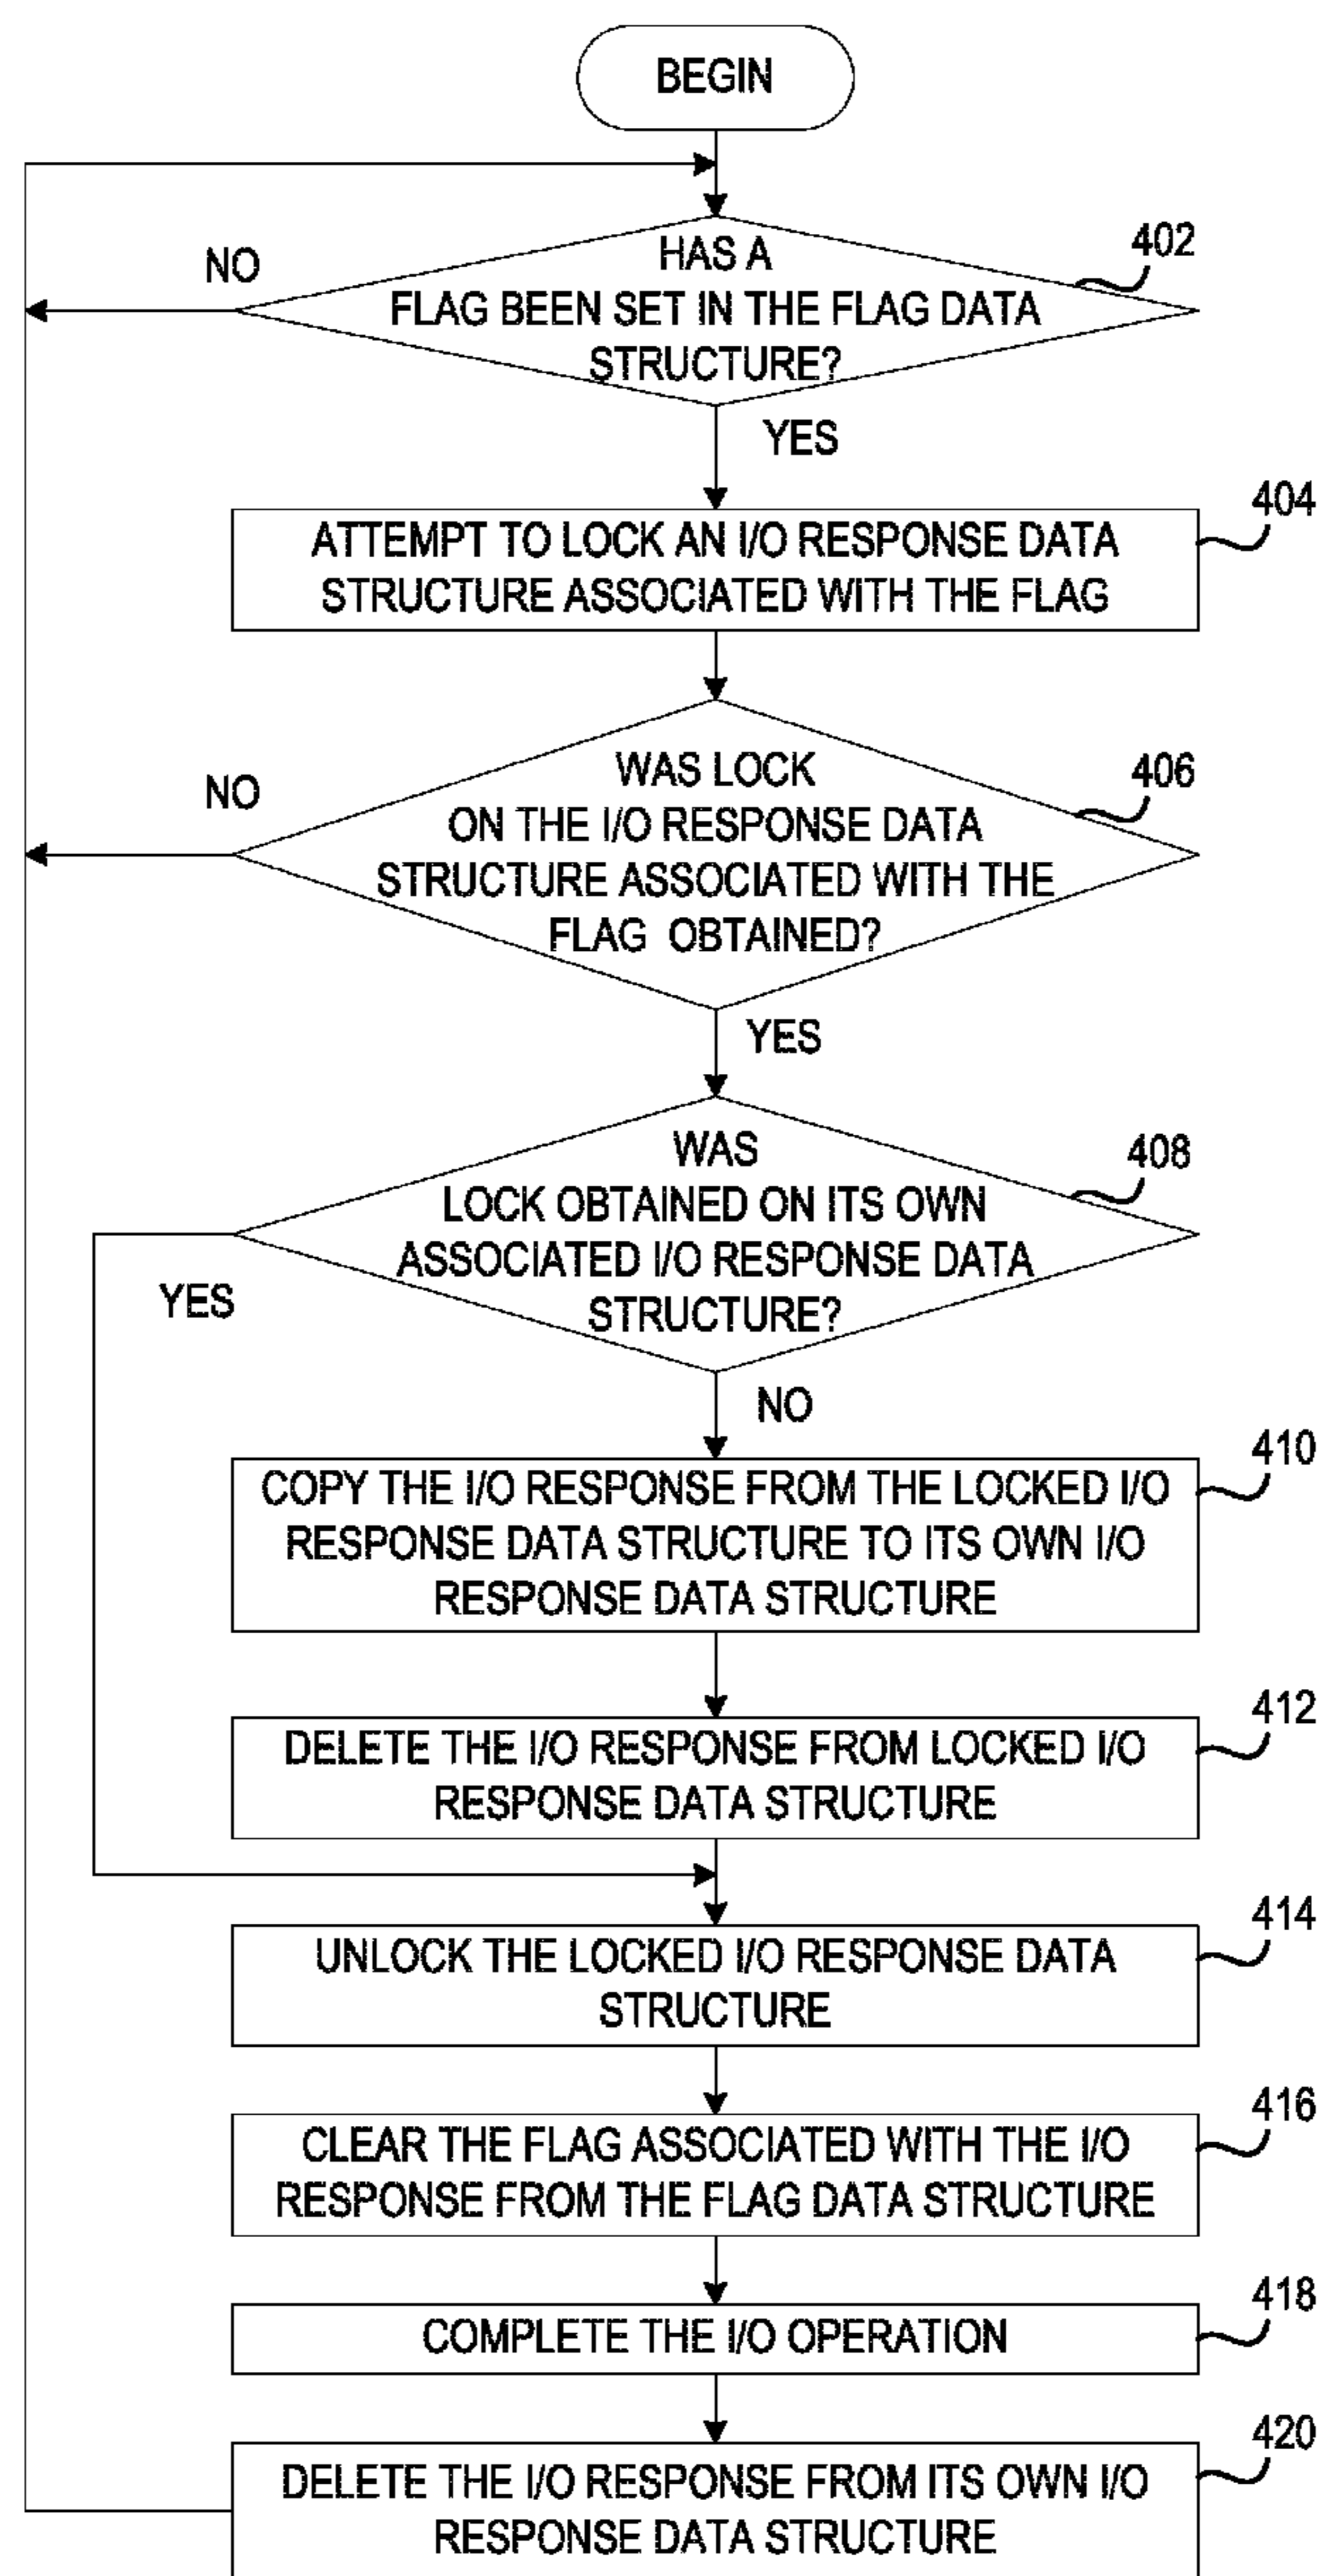 BEGIN
NO
HAS A
FLAG BEEN SET IN THE FLAG DATA
STRUCTURE?
402
YES
ATTEMPT TO LOCK AN I/O RESPONSE DATA
STRUCTURE ASSOCIATED WITH THE FLAG
404
NO
WAS LOCK
ON THE I/O RESPONSE DATA
STRUCTURE ASSOCIATED WITH THE
FLAG OBTAINED?
406
YES
WAS
LOCK OBTAINED ON ITS OWN
ASSOCIATED I/O RESPONSE DATA
STRUCTURE?
408
YES
NO
COPY THE I/O RESPONSE FROM THE LOCKED I/O
RESPONSE DATA STRUCTURE TO ITS OWN I/O
RESPONSE DATA STRUCTURE
410
DELETE THE I/O RESPONSE FROM LOCKED I/O
RESPONSE DATA STRUCTURE
412
UNLOCK THE LOCKED I/O RESPONSE DATA
STRUCTURE
414
CLEAR THE FLAG ASSOCIATED WITH THE I/O
RESPONSE FROM THE FLAG DATA STRUCTURE
416
COMPLETE THE I/O OPERATION
418
DELETE THE I/O RESPONSE FROM ITS OWN I/O
RESPONSE DATA STRUCTURE
420